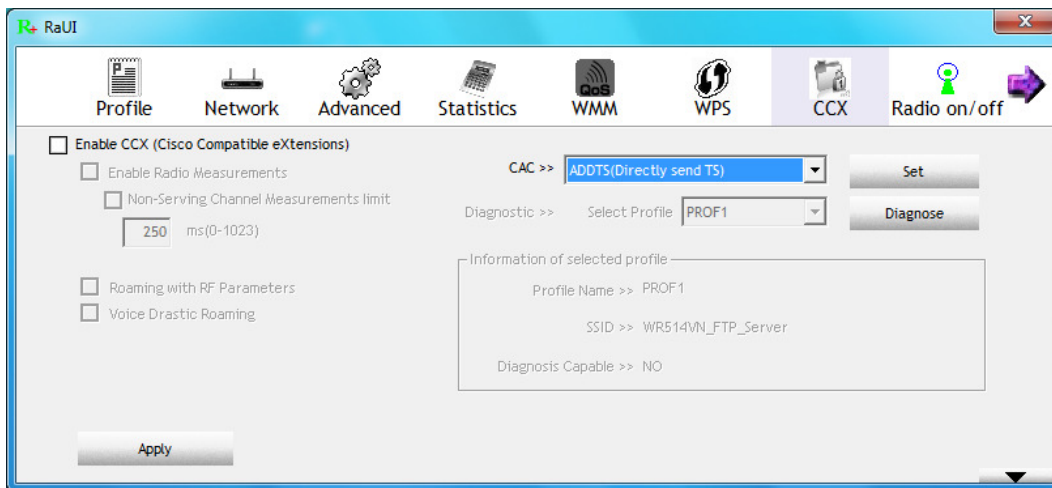 R+ RaUI
Profile Network Advanced Statistics WMM WPS CCX Radio on/off
QoS
Enable CCX (Cisco Compatible eXtensions)
Enable Radio Measurements
Non-Serving Channel Measurements limit
250 ms(0-1023)
Roaming with RF Parameters
Voice Drastic Roaming
CAC >> ADDTS(Directly send TS) Set
Diagnostic >> Select Profile PROF1 Diagnose
Information of selected profile
Profile Name >> PROF1
SSID >> WR514VN_FTP_Server
Diagnosis Capable >> NO
Apply